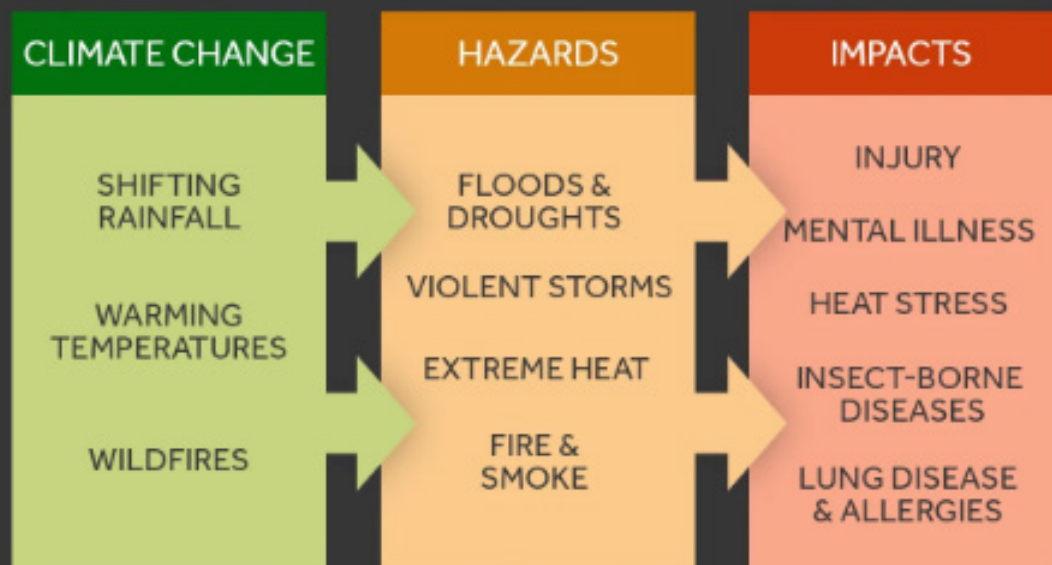 CLIMATE CHANGE
SHIFTING
RAINFALL
WARMING
TEMPERATURES
WILDFIRES
HAZARDS
FLOODS &
DROUGHTS
VIOLENT STORMS
EXTREME HEAT
FIRE &
SMOKE
IMPACTS
INJURY
MENTAL ILLNESS
HEAT STRESS
INSECT-BORNE
DISEASES
LUNG DISEASE
& ALLERGIES